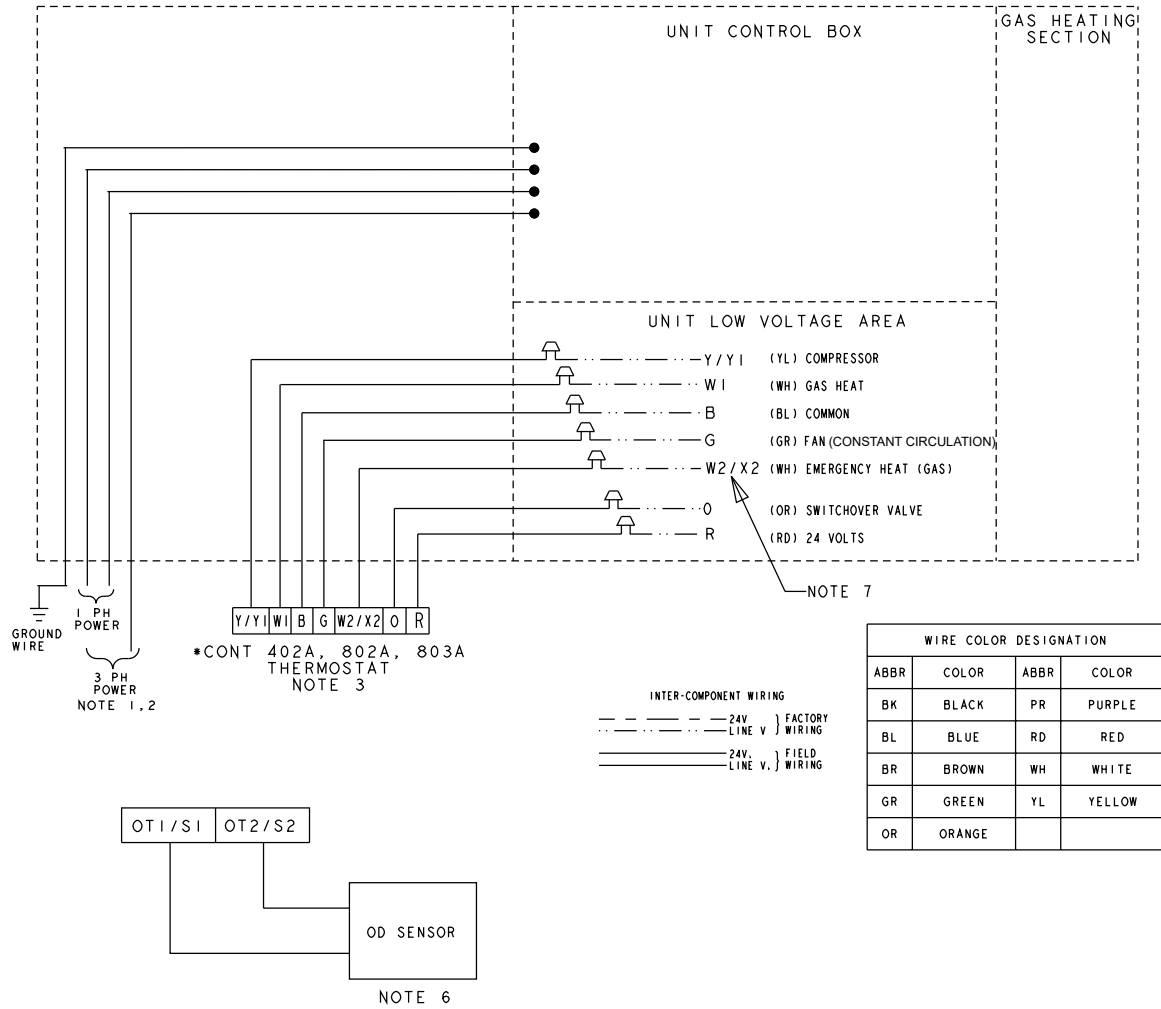 UNIT CONTROL BOX
GAS HEATING
SECTION
UNIT LOW VOLTAGE AREA
Y/Y1 (YL) COMPRESSOR
W1 (WH) GAS HEAT
B (BL) COMMON
G (GR) FAN (CONSTANT CIRCULATION)
W2/X2 (WH) EMERGENCY HEAT (GAS)
O (OR) SWITCHOVER VALVE
R (RD) 24 VOLTS
NOTE 7
GROUND
WIRE
1 PH
POWER
3 PH
POWER
NOTE 1,2
Y/Y1 W1 B G W2/X2 O R
*CONT 402A, 802A, 803A
THERMOSTAT
NOTE 3
INTER-COMPONENT WIRING
24V } FACTORY
LINE V } WIRING
24V. } FIELD
LINE V. } WIRING
WIRE COLOR DESIGNATION
ABBR COLOR ABBR COLOR
BK BLACK PR PURPLE
BL BLUE RD RED
BR BROWN WH WHITE
GR GREEN YL YELLOW
OR ORANGE
OT1/S1 OT2/S2
OD SENSOR
NOTE 6